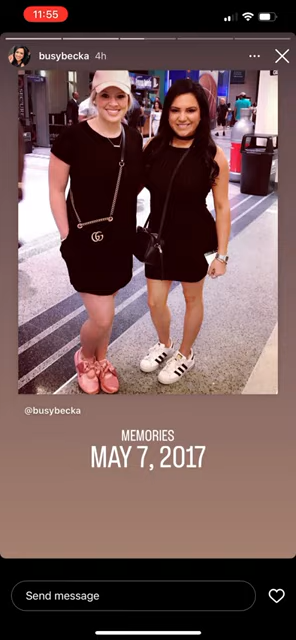 11:55
busybecka 4h
@busybecka
MEMORIES
MAY 7, 2017
Send message